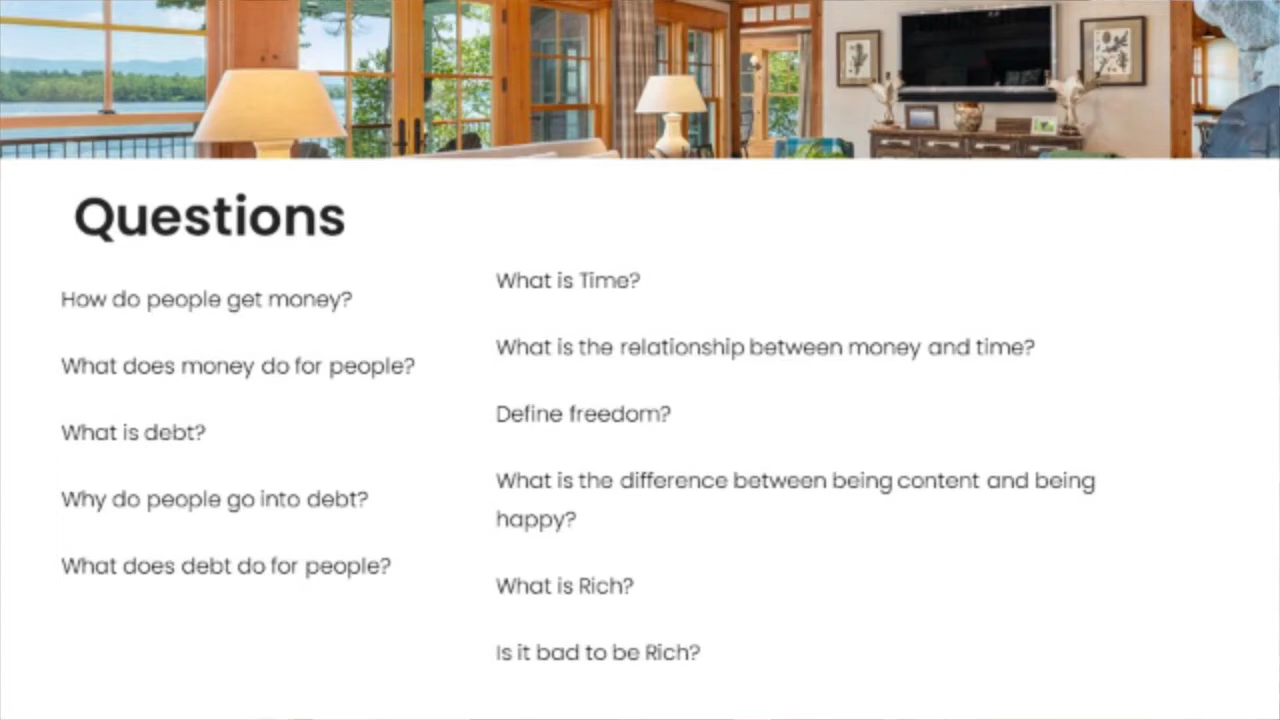 Questions
How do people get money?
What does money do for people?
What is debt?
Why do people go into debt?
What does debt do for people?
What is Time?
What is the relationship between money and time?
Define freedom?
What is the difference between being content and being
happy?
What is Rich?
Is it bad to be Rich?